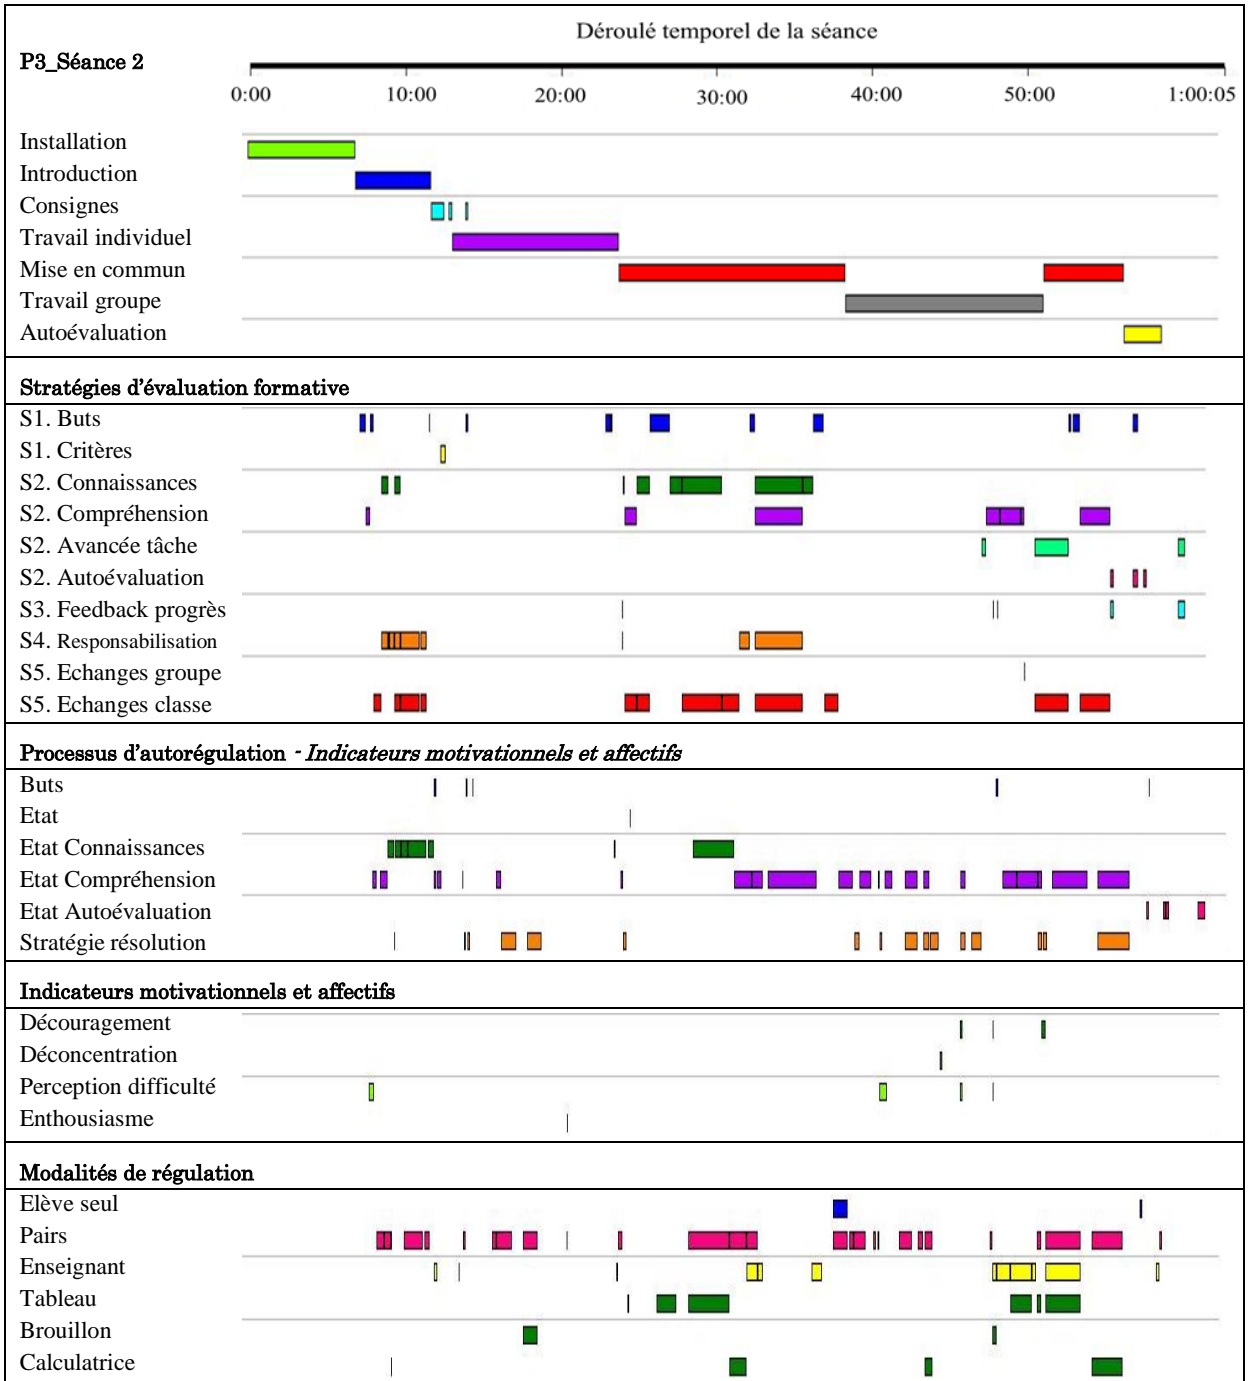 Déroulé temporel de la séance
P3_Séance 2
0:00 10:00 20:00 30:00 40:00 50:00 1:00:05
Installation
Introduction
Consignes
Travail individuel
Mise en commun
Travail groupe
Autoévaluation
Stratégies d'évaluation formative
S1. Buts
S1. Critères
S2. Connaissances
S2. Compréhension
S2. Avancée tâche
S2. Autoévaluation
S3. Feedback progrès
S4. Responsabilisation
S5. Echanges groupe
S5. Echanges classe
Processus d'autorégulation - Indicateurs motivationnels et affectifs
Buts
Etat
Etat Connaissances
Etat Compréhension
Etat Autoévaluation
Stratégie résolution
Indicateurs motivationnels et affectifs
Découragement
Déconcentration
Perception difficulté
Enthousiasme
Modalités de régulation
Elève seul
Pairs
Enseignant
Tableau
Brouillon
Calculatrice